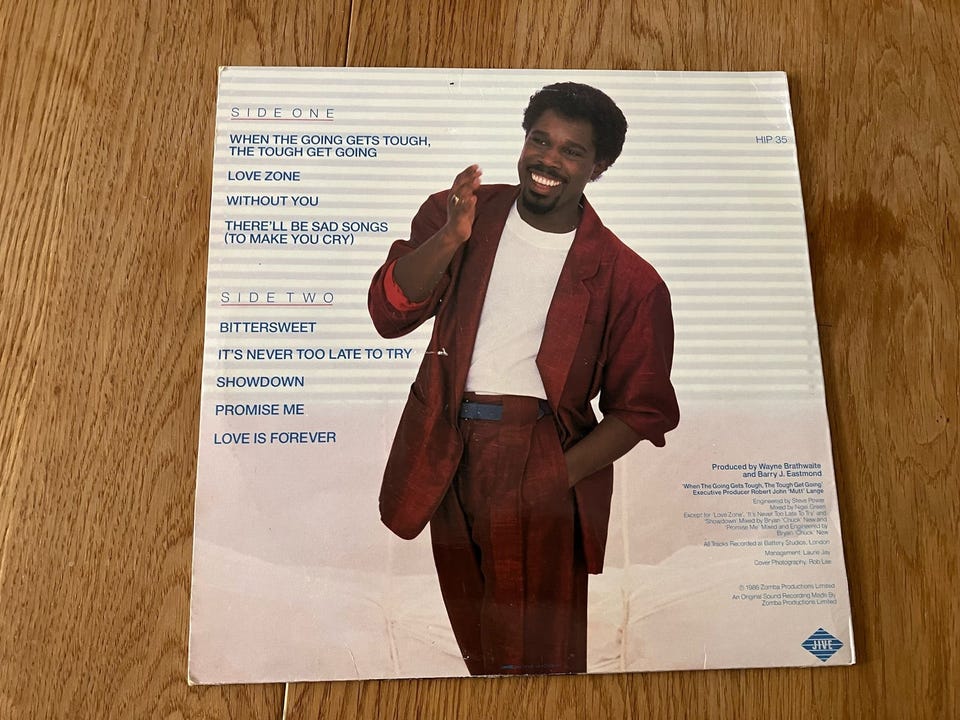 SIDE ONE
WHEN THE GOING GETS TOUGH,
THE TOUGH GET GOING
LOVE ZONE
WITHOUT YOU
THERE'LL BE SAD SONGS
(TO MAKE YOU CRY)
SIDE TWO
BITTERSWEET
IT'S NEVER TOO LATE TO TRY
SHOWDOWN
PROMISE ME
LOVE IS FOREVER
HIP 35
Produced by Wayne Brathwaite
and Barry J. Eastmond
'When The Going Gets Tough, The Tough Get Going'
Executive Producer Robert John 'Mutt' Lange
Engineered by Steve Power
Mixed by Nigel Green
Except for 'Love Zone', 'It's Never Too Late To Try' and
'Showdown' Mixed by Bryan 'Chuck' New and
'Promise Me' Mixed and Engineered by
Bryan 'Chuck' New
All Tracks Recorded at Battery Studios, London
Management: Laurie Jay
Cover Photography: Rob Lee
℗ 1986 Zomba Productions Limited
An Original Sound Recording Made By
Zomba Productions Limited
JIVE